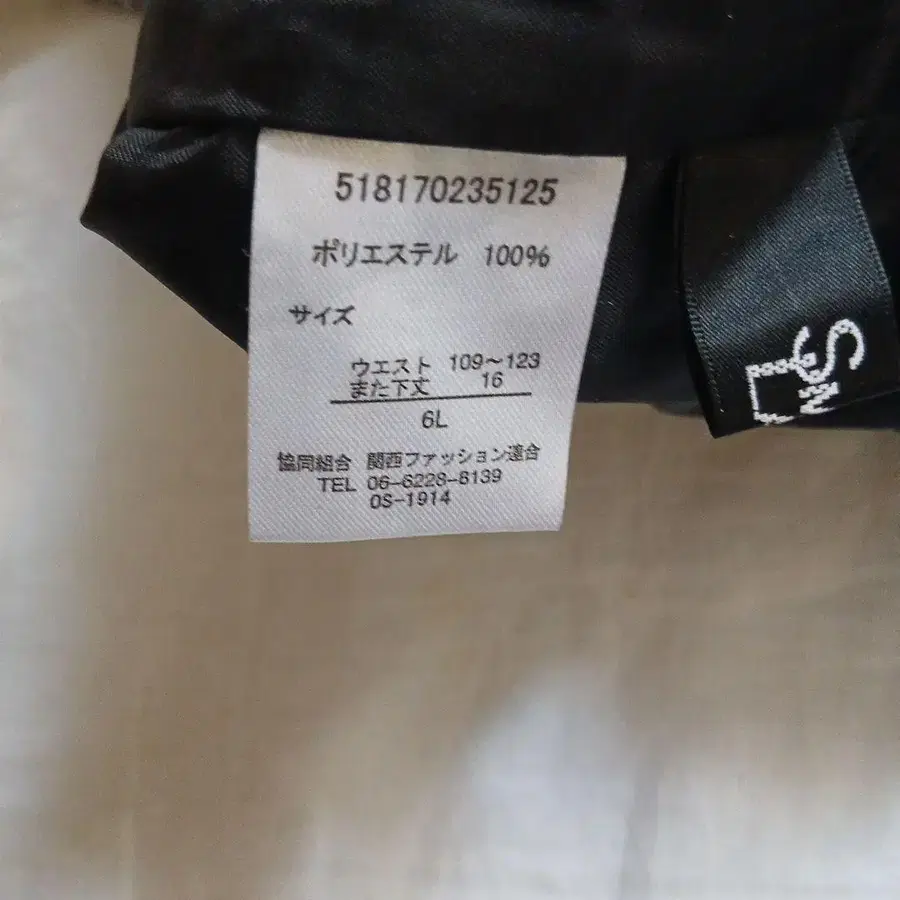 518170235125
ポリエステル 100%
サイズ
ウエスト 109～123
また下丈 16
6L
協同組合 関西ファッション連合
TEL 06-6228-6139
OS-1914